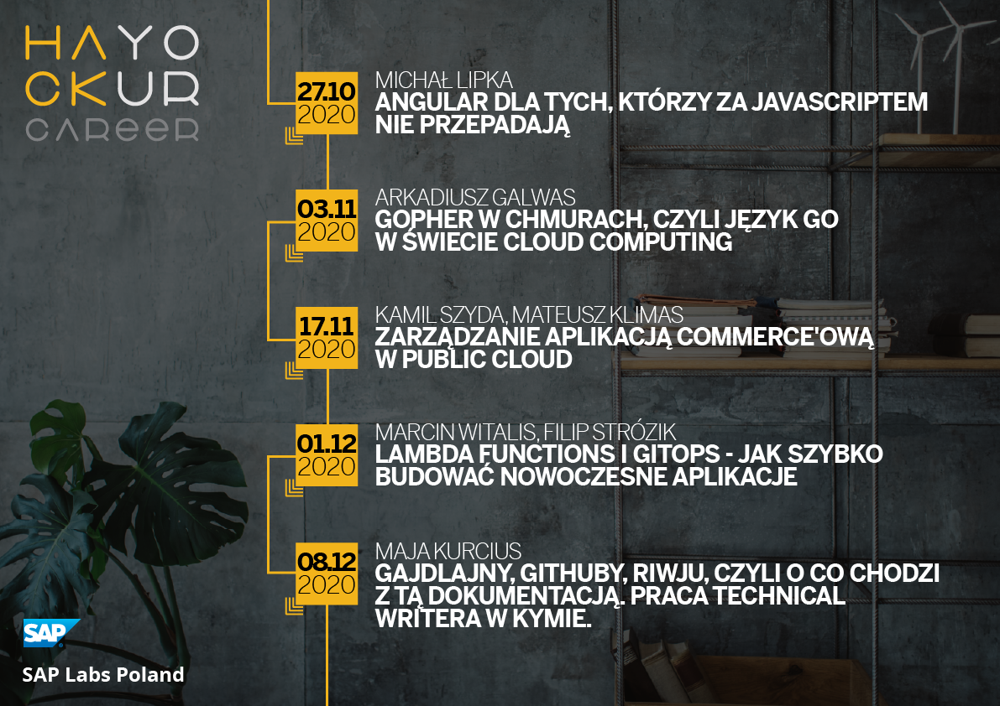 HAYO
CKUR
CAREER
27.10
2020
MICHAŁ LIPKA
ANGULAR DLA TYCH, KTÓRZY ZA JAVASCRIPTEM
NIE PRZEPADAJĄ
03.11
2020
ARKADIUSZ GALWAS
GOPHER W CHMURACH, CZYLI JĘZYK GO
W ŚWIECIE CLOUD COMPUTING
17.11
2020
KAMIL SZYDA, MATEUSZ KLIMAS
ZARZĄDZANIE APLIKACJĄ COMMERCE'OWĄ
W PUBLIC CLOUD
01.12
2020
MARCIN WITALIS, FILIP STRÓZIK
LAMBDA FUNCTIONS I GITOPS - JAK SZYBKO
BUDOWAĆ NOWOCZESNE APLIKACJE
08.12
2020
MAJA KURCIUS
GAJDLAJNY, GITHUBY, RIWJU, CZYLI O CO CHODZI
Z TĄ DOKUMENTACJĄ. PRACA TECHNICAL
WRITERA W KYMIE.
SAP
SAP Labs Poland